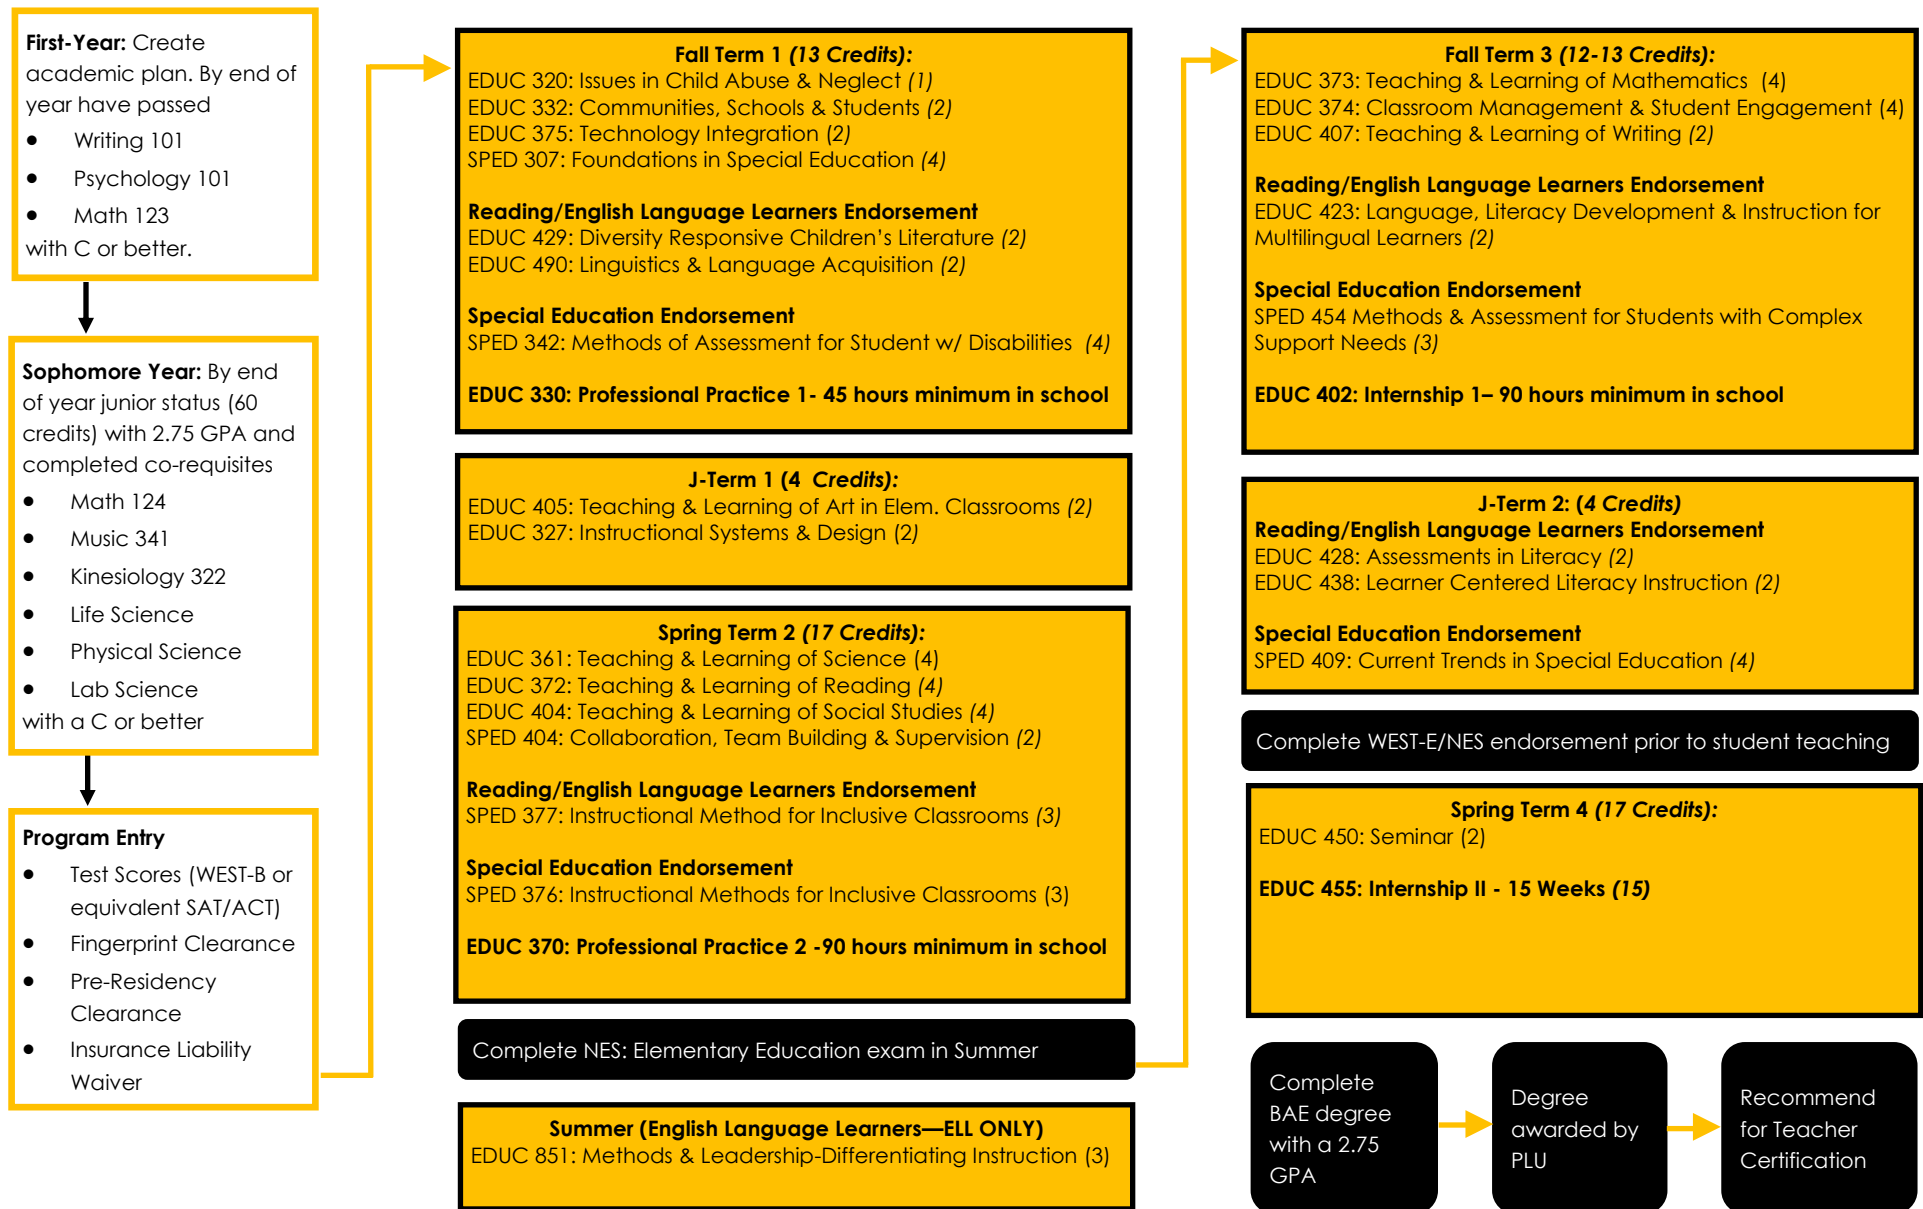 First-Year: Create
academic plan. By end of
year have passed
• Writing 101
• Psychology 101
• Math 123
with C or better.
Sophomore Year: By end
of year junior status (60
credits) with 2.75 GPA and
completed co-requisites
• Math 124
• Music 341
• Kinesiology 322
• Life Science
• Physical Science
• Lab Science
with a C or better
Program Entry
• Test Scores (WEST-B or
equivalent SAT/ACT)
• Fingerprint Clearance
• Pre-Residency
Clearance
• Insurance Liability
Waiver
Fall Term 1 (13 Credits):
EDUC 320: Issues in Child Abuse & Neglect (1)
EDUC 332: Communities, Schools & Students (2)
EDUC 375: Technology Integration (2)
SPED 307: Foundations in Special Education (4)
Reading/English Language Learners Endorsement
EDUC 429: Diversity Responsive Children's Literature (2)
EDUC 490: Linguistics & Language Acquisition (2)
Special Education Endorsement
SPED 342: Methods of Assessment for Student w/ Disabilities (4)
EDUC 330: Professional Practice 1- 45 hours minimum in school
J-Term 1 (4 Credits):
EDUC 405: Teaching & Learning of Art in Elem. Classrooms (2)
EDUC 327: Instructional Systems & Design (2)
Spring Term 2 (17 Credits):
EDUC 361: Teaching & Learning of Science (4)
EDUC 372: Teaching & Learning of Reading (4)
EDUC 404: Teaching & Learning of Social Studies (4)
SPED 404: Collaboration, Team Building & Supervision (2)
Reading/English Language Learners Endorsement
SPED 377: Instructional Method for Inclusive Classrooms (3)
Special Education Endorsement
SPED 376: Instructional Methods for Inclusive Classrooms (3)
EDUC 370: Professional Practice 2 -90 hours minimum in school
Complete NES: Elementary Education exam in Summer
Summer (English Language Learners—ELL ONLY)
EDUC 851: Methods & Leadership-Differentiating Instruction (3)
Fall Term 3 (12-13 Credits):
EDUC 373: Teaching & Learning of Mathematics (4)
EDUC 374: Classroom Management & Student Engagement (4)
EDUC 407: Teaching & Learning of Writing (2)
Reading/English Language Learners Endorsement
EDUC 423: Language, Literacy Development & Instruction for
Multilingual Learners (2)
Special Education Endorsement
SPED 454 Methods & Assessment for Students with Complex
Support Needs (3)
EDUC 402: Internship 1– 90 hours minimum in school
J-Term 2: (4 Credits)
Reading/English Language Learners Endorsement
EDUC 428: Assessments in Literacy (2)
EDUC 438: Learner Centered Literacy Instruction (2)
Special Education Endorsement
SPED 409: Current Trends in Special Education (4)
Complete WEST-E/NES endorsement prior to student teaching
Spring Term 4 (17 Credits):
EDUC 450: Seminar (2)
EDUC 455: Internship II - 15 Weeks (15)
Complete
BAE degree
with a 2.75
GPA
Degree
awarded by
PLU
Recommend
for Teacher
Certification